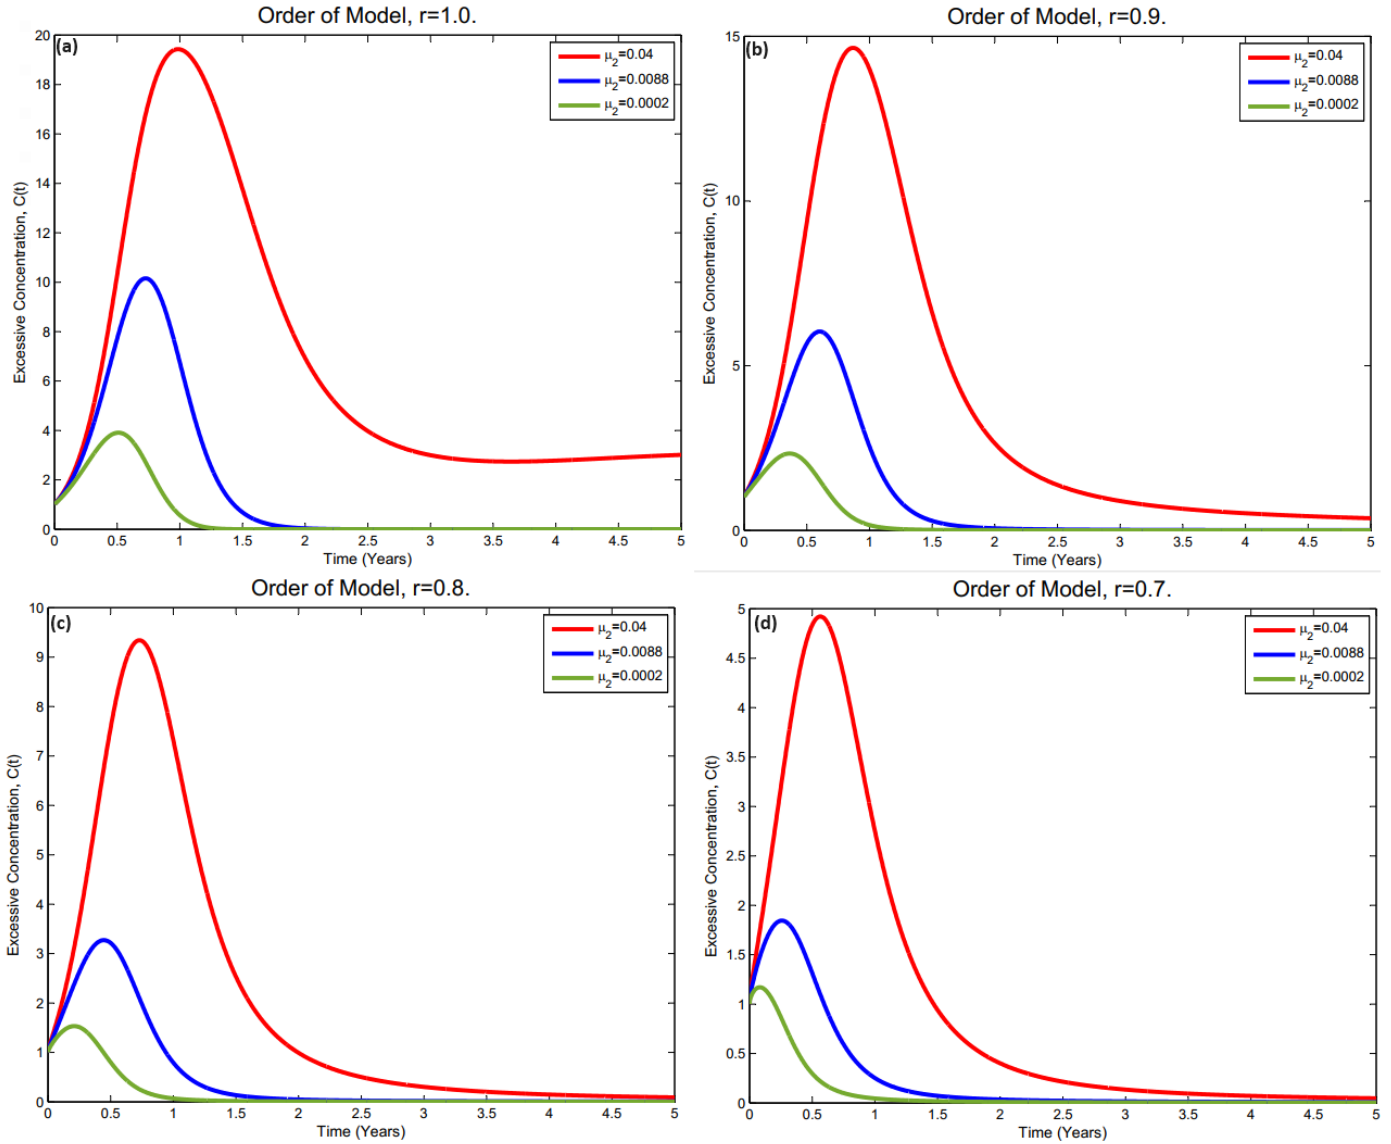 Order of Model, r=1.0.
(a)
μ2=0.04
μ2=0.0088
μ2=0.0002
Excessive Concentration, C(t)
20
18
16
14
12
10
8
6
4
2
0
0 0.5 1 1.5 2 2.5 3 3.5 4 4.5 5
Time (Years)
Order of Model, r=0.9.
(b)
μ2=0.04
μ2=0.0088
μ2=0.0002
Excessive Concentration, C(t)
15
10
5
0
0 0.5 1 1.5 2 2.5 3 3.5 4 4.5 5
Time (Years)
Order of Model, r=0.8.
(c)
μ2=0.04
μ2=0.0088
μ2=0.0002
Excessive Concentration, C(t)
10
9
8
7
6
5
4
3
2
1
0
0 0.5 1 1.5 2 2.5 3 3.5 4 4.5 5
Time (Years)
Order of Model, r=0.7.
(d)
μ2=0.04
μ2=0.0088
μ2=0.0002
Excessive Concentration, C(t)
5
4.5
4
3.5
3
2.5
2
1.5
1
0.5
0
0 0.5 1 1.5 2 2.5 3 3.5 4 4.5 5
Time (Years)